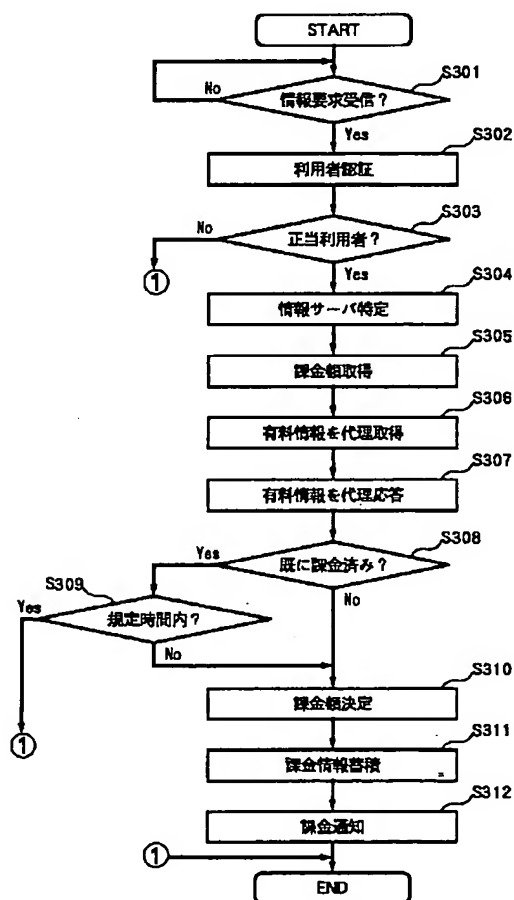 START
S301
No
情報要求受信?
Yes
S302
利用者認証
S303
No
正当利用者?
①
Yes
S304
情報サーバ特定
S305
課金額取得
S306
有料情報を代理取得
S307
有料情報を代理応答
S308
Yes
既に課金済み?
S309
No
Yes
規定時間内?
No
S310
課金額決定
①
S311
課金情報蓄積
S312
課金通知
①
END